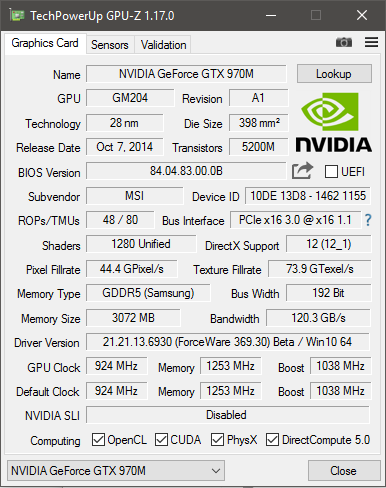 TechPowerUp GPU-Z 1.17.0
Graphics Card Sensors Validation
Name NVIDIA GeForce GTX 970M Lookup
GPU GM204 Revision A1
Technology 28 nm Die Size 398 mm²
Release Date Oct 7, 2014 Transistors 5200M
NVIDIA
BIOS Version 84.04.83.00.0B UEFI
Subvendor MSI Device ID 10DE 13D8 - 1462 1155
ROPs/TMUs 48 / 80 Bus Interface PCIe x16 3.0 @ x16 1.1 ?
Shaders 1280 Unified DirectX Support 12 (12_1)
Pixel Fillrate 44.4 GPixel/s Texture Fillrate 73.9 GTexel/s
Memory Type GDDR5 (Samsung) Bus Width 192 Bit
Memory Size 3072 MB Bandwidth 120.3 GB/s
Driver Version 21.21.13.6930 (ForceWare 369.30) Beta / Win10 64
GPU Clock 924 MHz Memory 1253 MHz Boost 1038 MHz
Default Clock 924 MHz Memory 1253 MHz Boost 1038 MHz
NVIDIA SLI Disabled
Computing OpenCL CUDA PhysX DirectCompute 5.0
NVIDIA GeForce GTX 970M Close